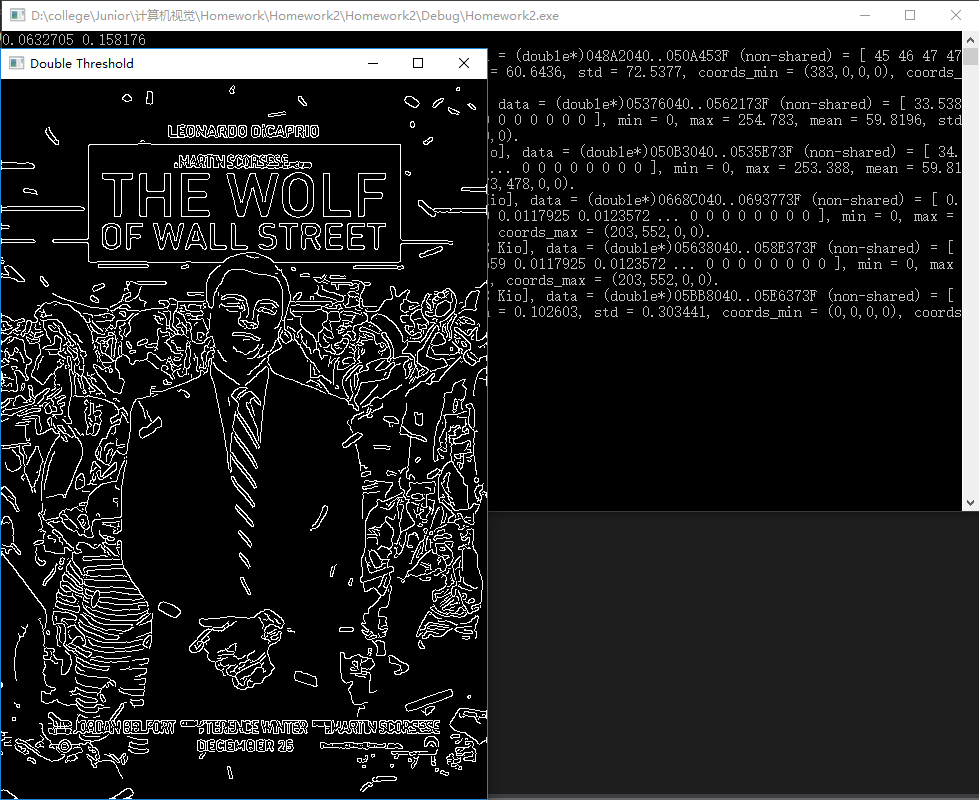 D:\college\Junior\计算机视觉\Homework\Homework2\Homework2\Debug\Homework2.exe
0.0632705 0.158176
= (double*)048A2040..050A453F (non-shared) = [ 45 46 47 47
= 60.6436, std = 72.5377, coords_min = (383,0,0,0), coords_
data = (double*)05376040..0562173F (non-shared) = [ 33.538
0 0 0 0 0 0 ], min = 0, max = 254.783, mean = 59.8196, std
,0).
io], data = (double*)050B3040..0535E73F (non-shared) = [ 34.
... 0 0 0 0 0 0 0 0 ], min = 0, max = 253.388, mean = 59.81
3,478,0,0).
io], data = (double*)0668C040..0693773F (non-shared) = [ 0.
0.0117925 0.0123572 ... 0 0 0 0 0 0 0 0 ], min = 0, max =
coords_max = (203,552,0,0).
Kio], data = (double*)05638040..058E373F (non-shared) = [
59 0.0117925 0.0123572 ... 0 0 0 0 0 0 0 0 ], min = 0, max
, coords_max = (203,552,0,0).
Kio], data = (double*)05BB8040..05E6373F (non-shared) = [
= 0.102603, std = 0.303441, coords_min = (0,0,0,0), coords
Double Threshold
LEONARDO DiCAPRIO
MARTIN SCORSESE
THE WOLF
OF WALL STREET
JORDAN BELFORT TERENCE WINTER MARTIN SCORSESE
DECEMBER 25